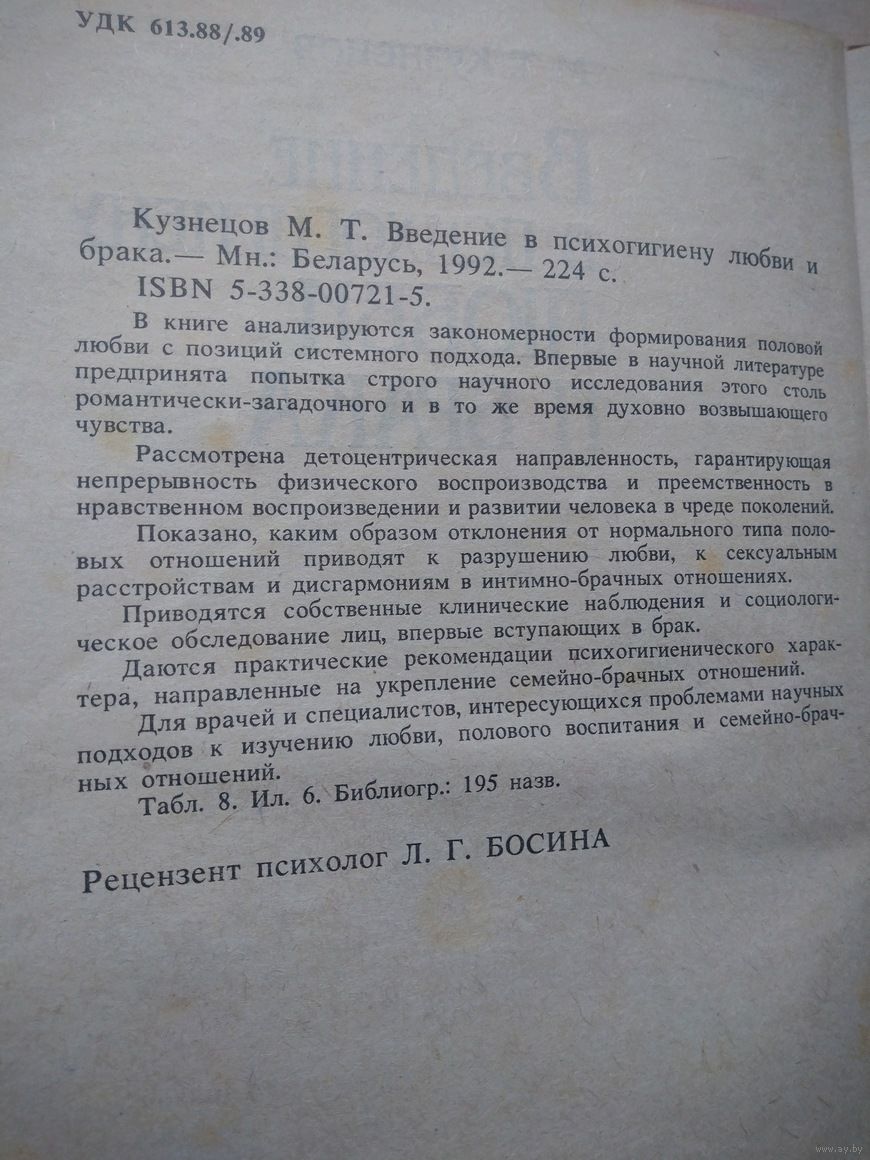 УДК 613.88/.89
Кузнецов М. Т. Введение в психогигиену любви и
брака.— Мн.: Беларусь, 1992.— 224 с.
ISBN 5-338-00721-5.
В книге анализируются закономерности формирования половой
любви с позиций системного подхода. Впервые в научной литературе
предпринята попытка строго научного исследования этого столь
романтически-загадочного и в то же время духовно возвышающего
чувства.
Рассмотрена детоцентрическая направленность, гарантирующая
непрерывность физического воспроизводства и преемственность в
нравственном воспроизведении и развитии человека в чреде поколений.
Показано, каким образом отклонения от нормального типа поло-
вых отношений приводят к разрушению любви, к сексуальным
расстройствам и дисгармониям в интимно-брачных отношениях.
Приводятся собственные клинические наблюдения и социологи-
ческое обследование лиц, впервые вступающих в брак.
Даются практические рекомендации психогигиенического харак-
тера, направленные на укрепление семейно-брачных отношений.
Для врачей и специалистов, интересующихся проблемами научных
подходов к изучению любви, полового воспитания и семейно-брач-
ных отношений.
Табл. 8. Ил. 6. Библиогр.: 195 назв.
Рецензент психолог Л. Г. БОСИНА
www.ay.by